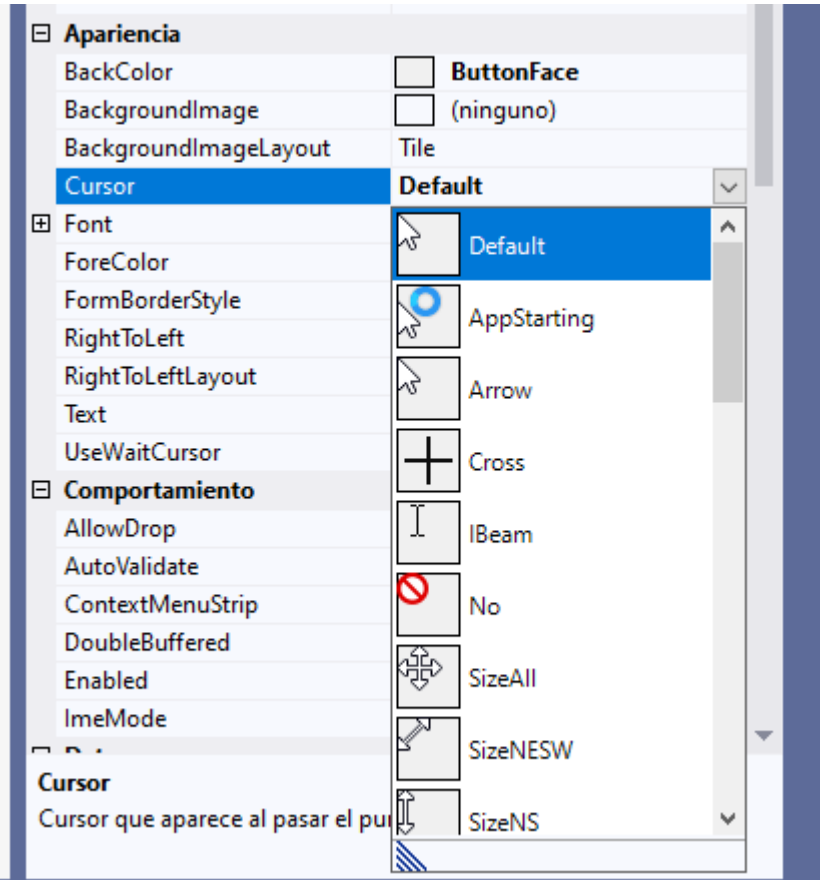 Apariencia
BackColor ButtonFace
BackgroundImage (ninguno)
BackgroundImageLayout Tile
Cursor Default
Font
Default
ForeColor
FormBorderStyle
AppStarting
RightToLeft
RightToLeftLayout
Arrow
Text
UseWaitCursor
Cross
Comportamiento
AllowDrop
IBeam
AutoValidate
ContextMenuStrip
No
DoubleBuffered
Enabled
SizeAll
ImeMode
SizeNESW
Cursor
Cursor que aparece al pasar el
SizeNS